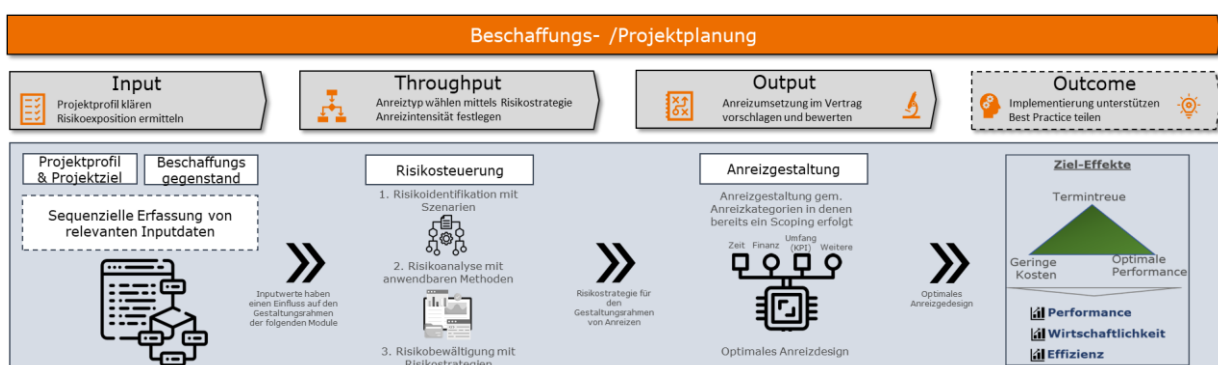 Beschaffungs- /Projektplanung
Input
Projektprofil klären
Risikoexposition ermitteln
Throughput
Anreiztyp wählen mittels Risikostrategie
Anreizintensität festlegen
Output
Anreizumsetzung im Vertrag
vorschlagen und bewerten
Outcome
Implementierung unterstützen
Best Practice teilen
Projektprofil
& Projektziel
Beschaffungs
gegenstand
Sequenzielle Erfassung von
relevanten Inputdaten
Inputwerte haben
einen Einfluss auf den
Gestaltungsrahmen
der folgenden Module
Risikosteuerung
1. Risikoidentifikation mit
Szenarien
2. Risikoanalyse mit
anwendbaren Methoden
3. Risikobewältigung mit
Risikostrategien
Risikostrategie für
den
Gestaltungsrahmen
von Anreizen
Anreizgestaltung
Anreizgestaltung gem.
Anreizkategorien in denen
bereits ein Scoping erfolgt
Zeit Finanz Umfang (KPI) Weitere
Optimales Anreizdesign
Optimales
Anreizgedesign
Ziel-Effekte
Termintreue
Geringe
Kosten
Optimale
Performance
Performance
Wirtschaftlichkeit
Effizienz